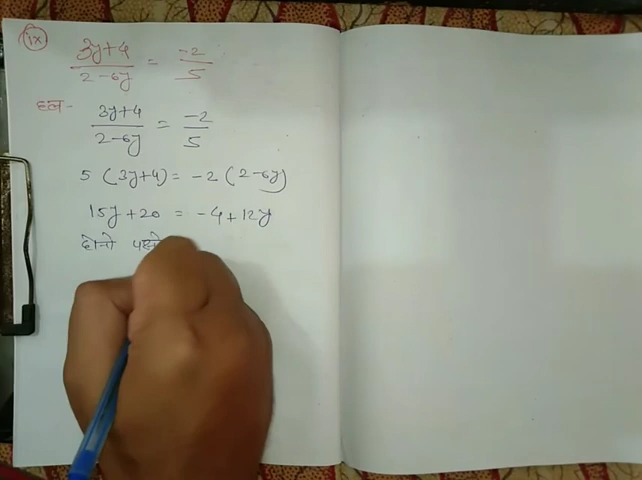 (ix) (3y+4)/(2-6y) = -2/5
हल- (3y+4)/(2-6y) = -2/5
5 (3y+4) = -2 (2-6y)
15y+20 = -4+12y
दोनो पक्षो